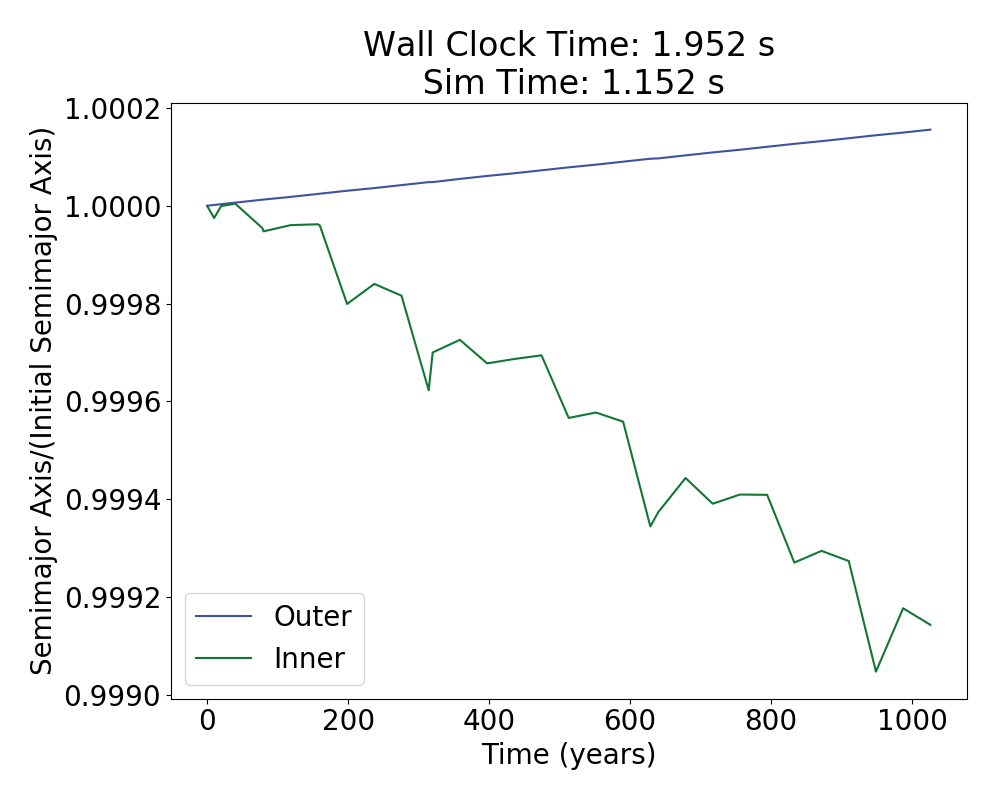 Wall Clock Time: 1.952 s
Sim Time: 1.152 s
Semimajor Axis/(Initial Semimajor Axis)
1.0002
1.0000
0.9998
0.9996
0.9994
0.9992
0.9990
Outer
Inner
0 200 400 600 800 1000
Time (years)